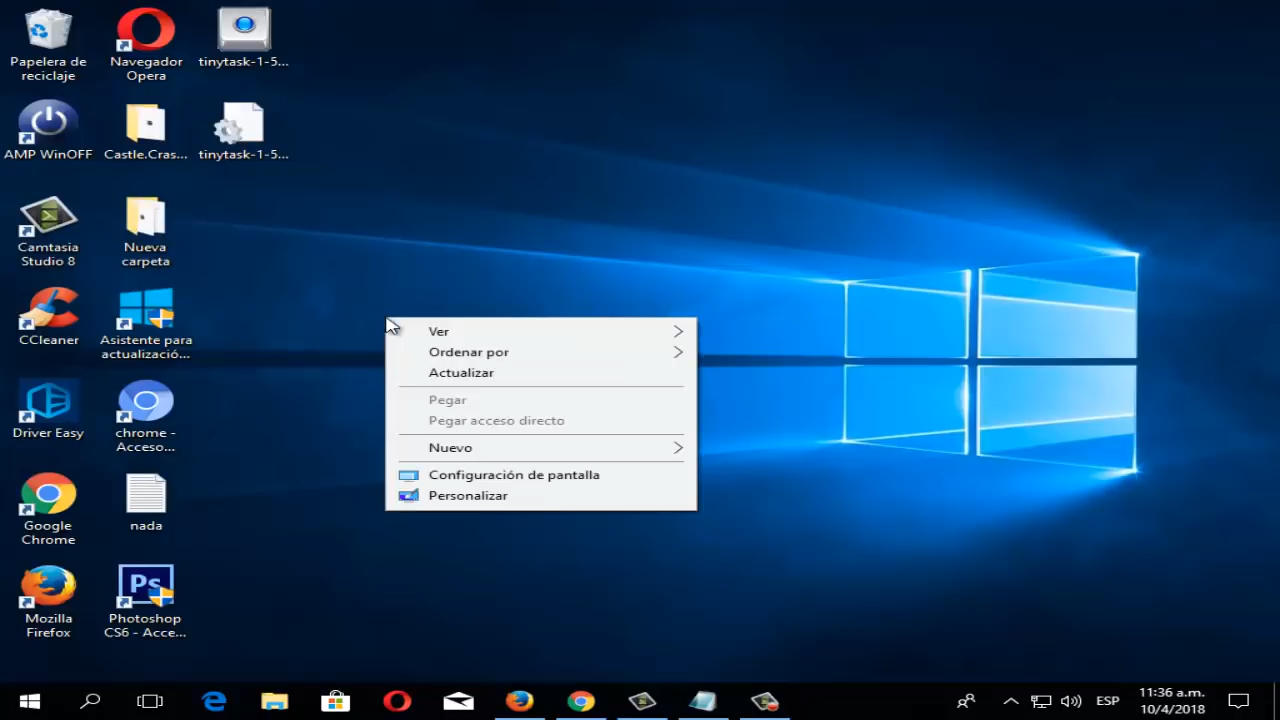 Papelera de
reciclaje
Navegador
Opera
tinytask-1-5...
AMP WinOFF
Castle.Cras...
tinytask-1-5...
Camtasia
Studio 8
Nueva
carpeta
CCleaner
Asistente para
actualizació...
Driver Easy
chrome -
Acceso...
Google
Chrome
nada
Mozilla
Firefox
Ps
Photoshop
CS6 - Acce...
Ver
Ordenar por
Actualizar
Pegar
Pegar acceso directo
Nuevo
Configuración de pantalla
Personalizar
ESP
11:36 a.m.
10/4/2018